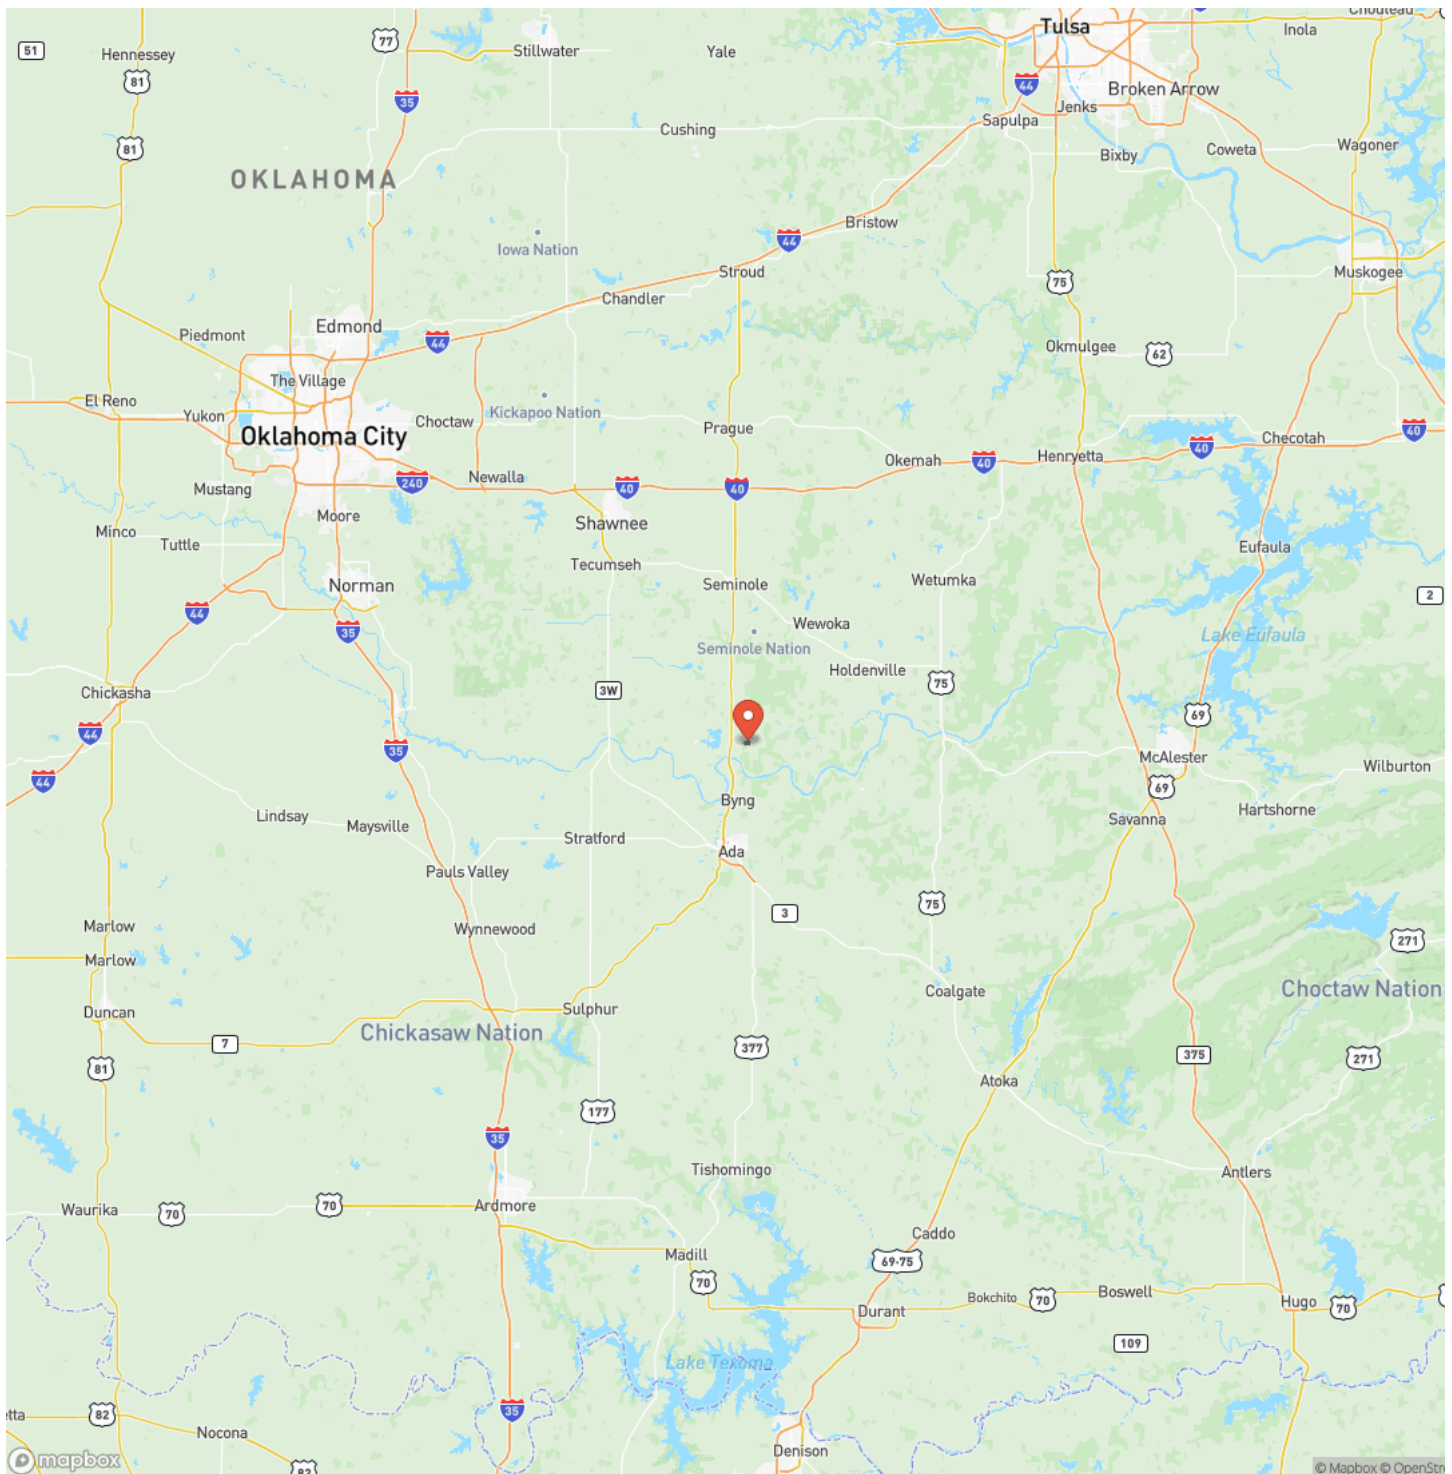 Tulsa
Chouteau
Inola
51
Hennessey
77
Stillwater
Yale
81
44
Broken Arrow
35
Jenks
Sapulpa
Cushing
81
Bixby
Coweta
Wagoner
OKLAHOMA
Bristow
Iowa Nation
44
Stroud
75
Muskogee
Chandler
Piedmont
Edmond
44
Okmulgee
62
The Village
El Reno
Yukon
Choctaw
Kickapoo Nation
Prague
Oklahoma City
40
Checotah
40
Okemah
40
Henryetta
Mustang
240
Newalla
40
40
Moore
Shawnee
Minco
Tuttle
Eufaula
Tecumseh
Norman
Seminole
Wetumka
2
44
35
Wewoka
Lake Eufaula
Seminole Nation
Holdenville
75
Chickasha
3W
69
44
35
McAlester
Wilburton
44
69
Byng
Hartshorne
Lindsay
Maysville
Stratford
Savanna
Ada
Pauls Valley
75
3
Marlow
Wynnewood
271
Marlow
Coalgate
Choctaw Nation
Duncan
Sulphur
Chickasaw Nation
7
377
375
271
81
Atoka
177
35
Tishomingo
Antlers
Waurika
70
70
Ardmore
Caddo
Madill
69-75
70
Bokchito
70
Boswell
Hugo
70
Durant
109
Lake Texoma
35
82
etta
Nocona
Denison
82
mapbox
© Mapbox © OpenStre